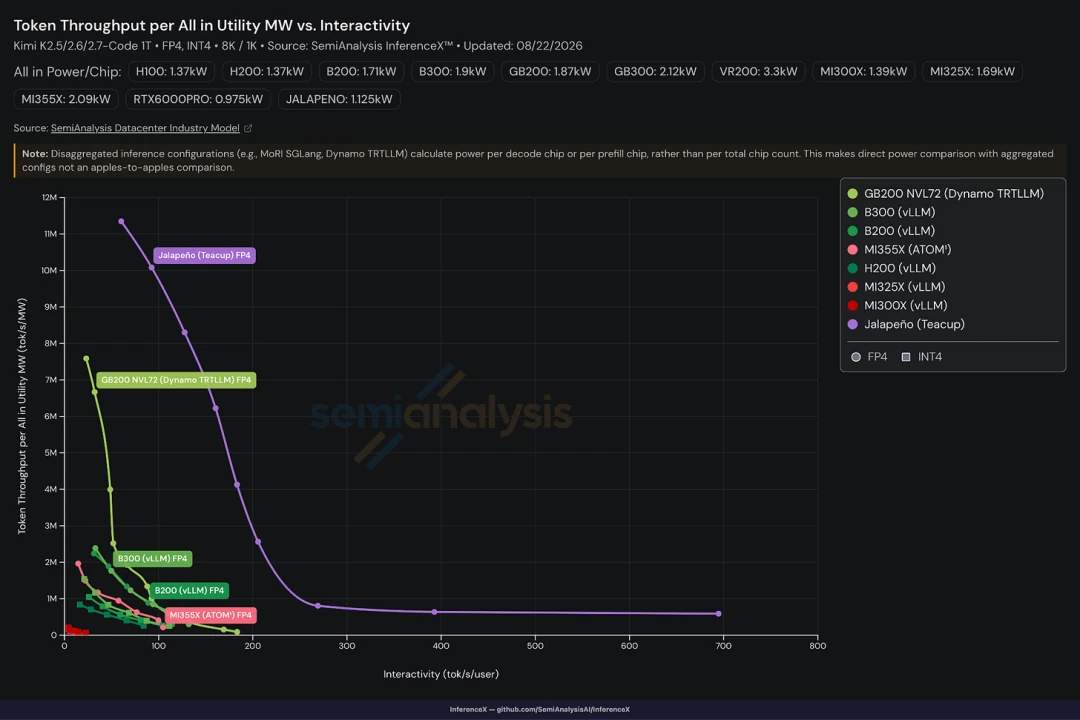 Token Throughput per All in Utility MW vs. Interactivity
Kimi K2.5/2.6/2.7-Code 1T • FP4, INT4 • 8K / 1K • Source: SemiAnalysis InferenceX™ • Updated: 08/22/2026
All in Power/Chip: H100: 1.37kW H200: 1.37kW B200: 1.71kW B300: 1.9kW GB200: 1.87kW GB300: 2.12kW VR200: 3.3kW MI300X: 1.39kW MI325X: 1.69kW
MI355X: 2.09kW RTX6000PRO: 0.975kW JALAPENO: 1.125kW
Source: SemiAnalysis Datacenter Industry Model
Note: Disaggregated inference configurations (e.g., MoRI SGLang, Dynamo TRTLLM) calculate power per decode chip or per prefill chip, rather than per total chip count. This makes direct power comparison with aggregated
configs not an apples-to-apples comparison.
GB200 NVL72 (Dynamo TRTLLM)
B300 (vLLM)
B200 (vLLM)
MI355X (ATOM¹)
H200 (vLLM)
MI325X (vLLM)
MI300X (vLLM)
Jalapeño (Teacup)
FP4 INT4
Token Throughput per All in Utility MW (tok/s/MW)
12M
11M
10M
9M
8M
7M
6M
5M
4M
3M
2M
1M
0
Jalapeño (Teacup) FP4
GB200 NVL72 (Dynamo TRTLLM) FP4
semianalysis
B300 (vLLM) FP4
B200 (vLLM) FP4
MI355X (ATOM¹) FP4
0 100 200 300 400 500 600 700 800
Interactivity (tok/s/user)
InferenceX — github.com/SemiAnalysisAI/InferenceX